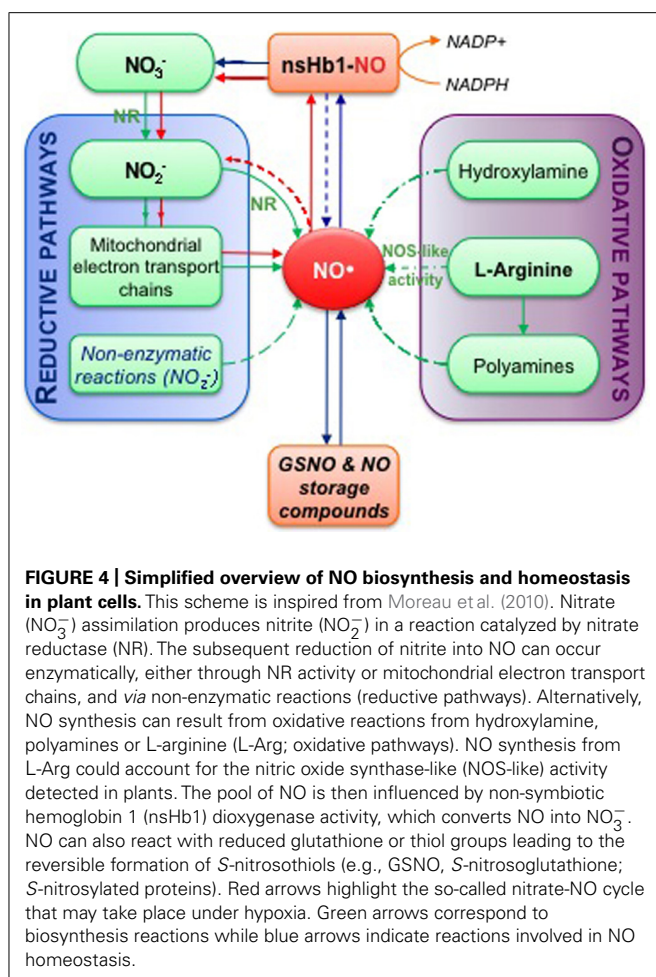 NO3-
nsHb1-NO
NADP+
NADPH
NR
REDUCTIVE PATHWAYS
NO2-
NR
Mitochondrial
electron transport
chains
Non-enzymatic
reactions (NO2-)
NO•
NOS-like
activity
OXIDATIVE PATHWAYS
Hydroxylamine
L-Arginine
Polyamines
GSNO & NO
storage
compounds
FIGURE 4 | Simplified overview of NO biosynthesis and homeostasis
in plant cells. This scheme is inspired from Moreau et al. (2010). Nitrate
(NO3−) assimilation produces nitrite (NO2−) in a reaction catalyzed by nitrate
reductase (NR). The subsequent reduction of nitrite into NO can occur
enzymatically, either through NR activity or mitochondrial electron transport
chains, and via non-enzymatic reactions (reductive pathways). Alternatively,
NO synthesis can result from oxidative reactions from hydroxylamine,
polyamines or L-arginine (L-Arg; oxidative pathways). NO synthesis from
L-Arg could account for the nitric oxide synthase-like (NOS-like) activity
detected in plants. The pool of NO is then influenced by non-symbiotic
hemoglobin 1 (nsHb1) dioxygenase activity, which converts NO into NO3−.
NO can also react with reduced glutathione or thiol groups leading to the
reversible formation of S-nitrosothiols (e.g., GSNO, S-nitrosoglutathione;
S-nitrosylated proteins). Red arrows highlight the so-called nitrate-NO cycle
that may take place under hypoxia. Green arrows correspond to
biosynthesis reactions while blue arrows indicate reactions involved in NO
homeostasis.